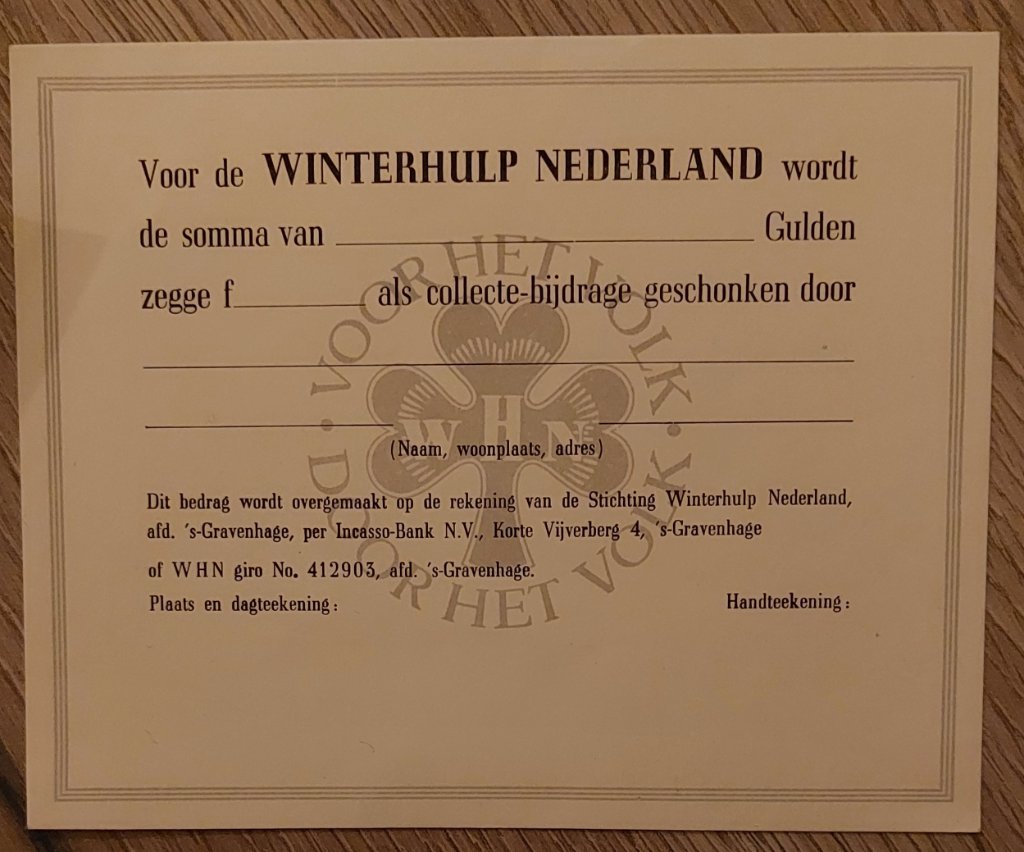 Voor de WINTERHULP NEDERLAND wordt
de somma van ____ Gulden
zegge f____ als collecte-bijdrage geschonken door
(Naam, woonplaats, adres)
Dit bedrag wordt overgemaakt op de rekening van de Stichting Winterhulp Nederland,
afd. 's-Gravenhage, per Incasso-Bank N.V., Korte Vijverberg 4, 's-Gravenhage
of WHN giro No. 412903, afd. 's-Gravenhage.
Plaats en dagteekening: Handteekening:
VOOR HET VOLK · DOOR HET VOLK ·
WHN